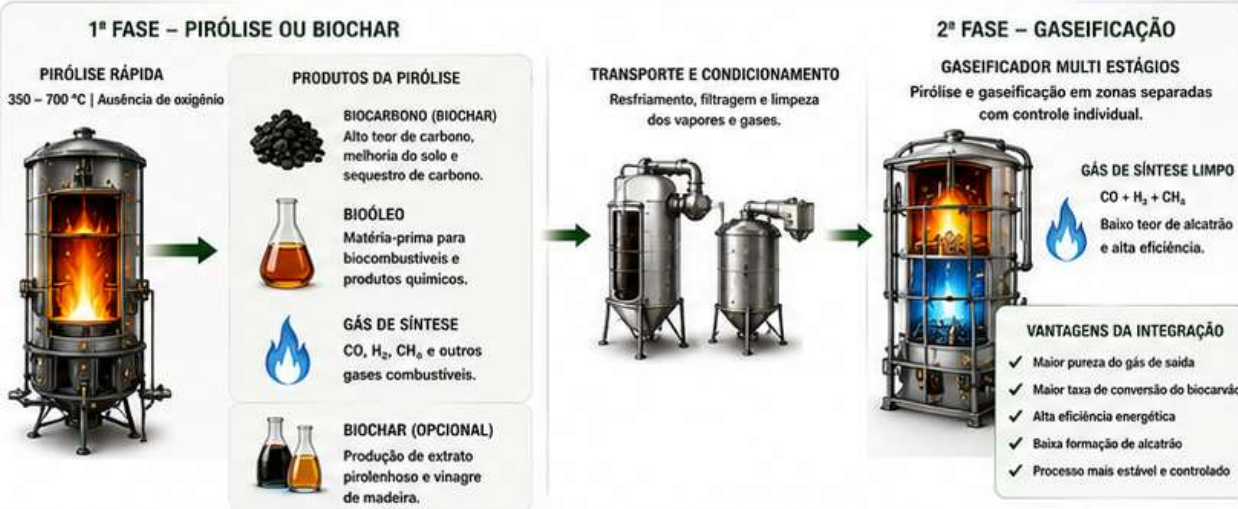 1ª FASE – PIRÓLISE OU BIOCHAR
PIRÓLISE RÁPIDA
350 – 700 °C | Ausência de oxigênio
PRODUTOS DA PIRÓLISE
BIOCARBONO (BIOCHAR)
Alto teor de carbono,
melhoria do solo e
sequestro de carbono.
BIOÓLEO
Matéria-prima para
biocombustíveis e
produtos químicos.
GÁS DE SÍNTESE
CO, H₂, CH₆ e outros
gases combustíveis.
BIOCHAR (OPCIONAL)
Produção de extrato
pirolenhoso e vinagre
de madeira.
TRANSPORTE E CONDICIONAMENTO
Resfriamento, filtragem e limpeza
dos vapores e gases.
2ª FASE – GASEIFICAÇÃO
GASEIFICADOR MULTI ESTÁGIOS
Pirólise e gaseificação em zonas separadas
com controle individual.
GÁS DE SÍNTESE LIMPO
CO + H₂ + CH₄
Baixo teor de alcatrão
e alta eficiência.
VANTAGENS DA INTEGRAÇÃO
✓ Maior pureza do gás de saída
✓ Maior taxa de conversão do biocarvão
✓ Alta eficiência energética
✓ Baixa formação de alcatrão
✓ Processo mais estável e controlado